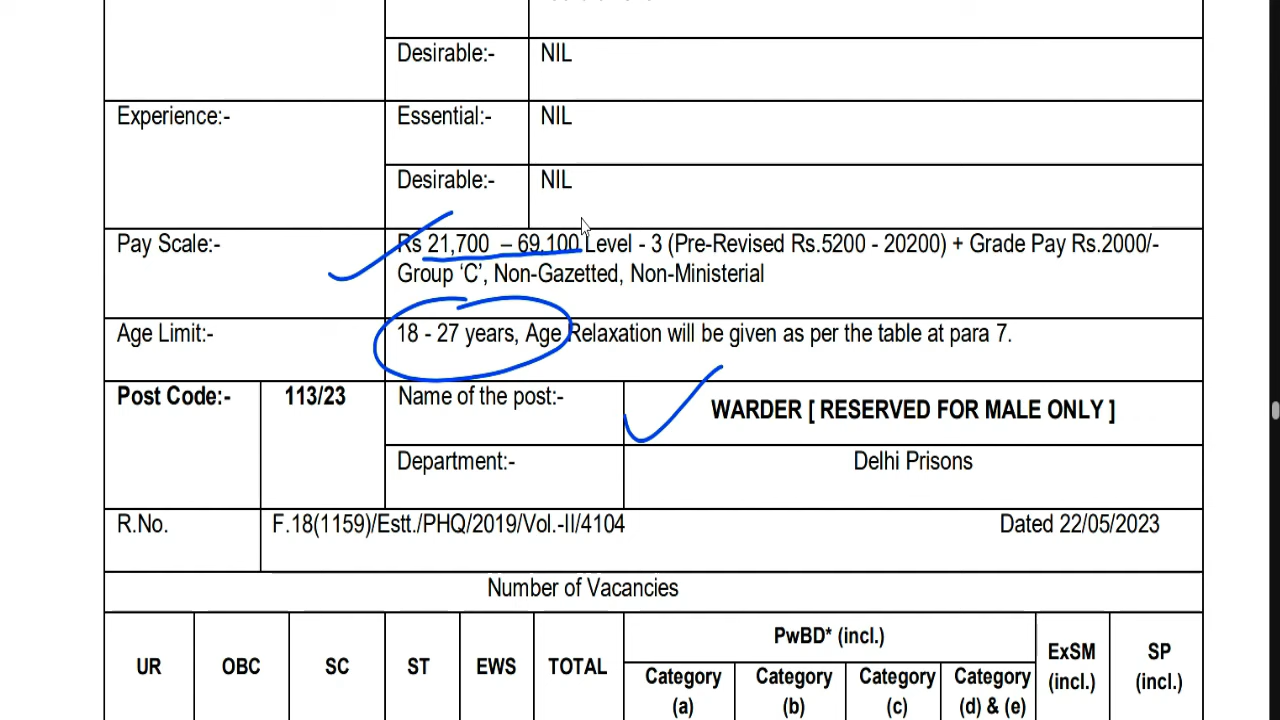 Desirable:- NIL
Experience:- Essential:- NIL
Desirable:- NIL
Pay Scale:- Rs 21,700 – 69,100 Level - 3 (Pre-Revised Rs.5200 - 20200) + Grade Pay Rs.2000/-
Group ‘C’, Non-Gazetted, Non-Ministerial
Age Limit:- 18 - 27 years, Age Relaxation will be given as per the table at para 7.
Post Code:- 113/23 Name of the post:- WARDER [ RESERVED FOR MALE ONLY ]
Department:- Delhi Prisons
R.No. F.18(1159)/Estt./PHQ/2019/Vol.-II/4104 Dated 22/05/2023
Number of Vacancies
UR OBC SC ST EWS TOTAL PwBD* (incl.) ExSM (incl.) SP (incl.)
Category (a) Category (b) Category (c) Category (d) & (e)